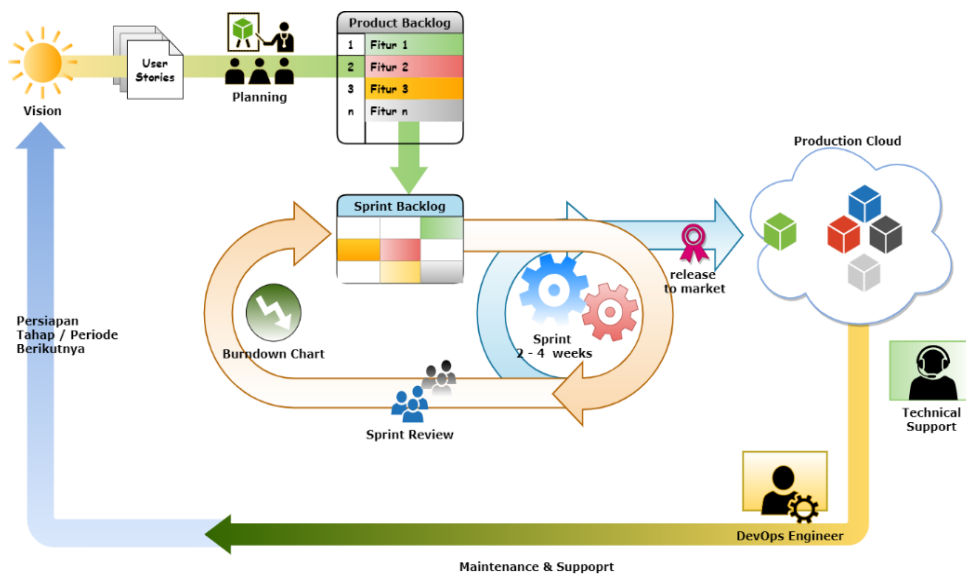 Vision
User
Stories
Planning
Product Backlog
1 Fitur 1
2 Fitur 2
3 Fitur 3
n Fitur n
Sprint Backlog
Production Cloud
release
to market
Sprint
2 - 4 weeks
Burndown Chart
Sprint Review
Persiapan
Tahap / Periode
Berikutnya
Technical
Support
DevOps Engineer
Maintenance & Suppoprt